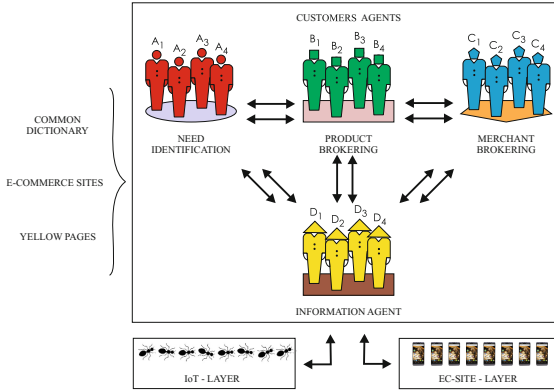 CUSTOMERS AGENTS
A1 A2 A3 A4
B1 B2 B3 B4
C1 C2 C3 C4
COMMON
DICTIONARY
E-COMMERCE SITES
YELLOW PAGES
NEED
IDENTIFICATION
PRODUCT
BROKERING
MERCHANT
BROKERING
D1 D2 D3 D4
INFORMATION AGENT
IoT - LAYER
EC-SITE - LAYER